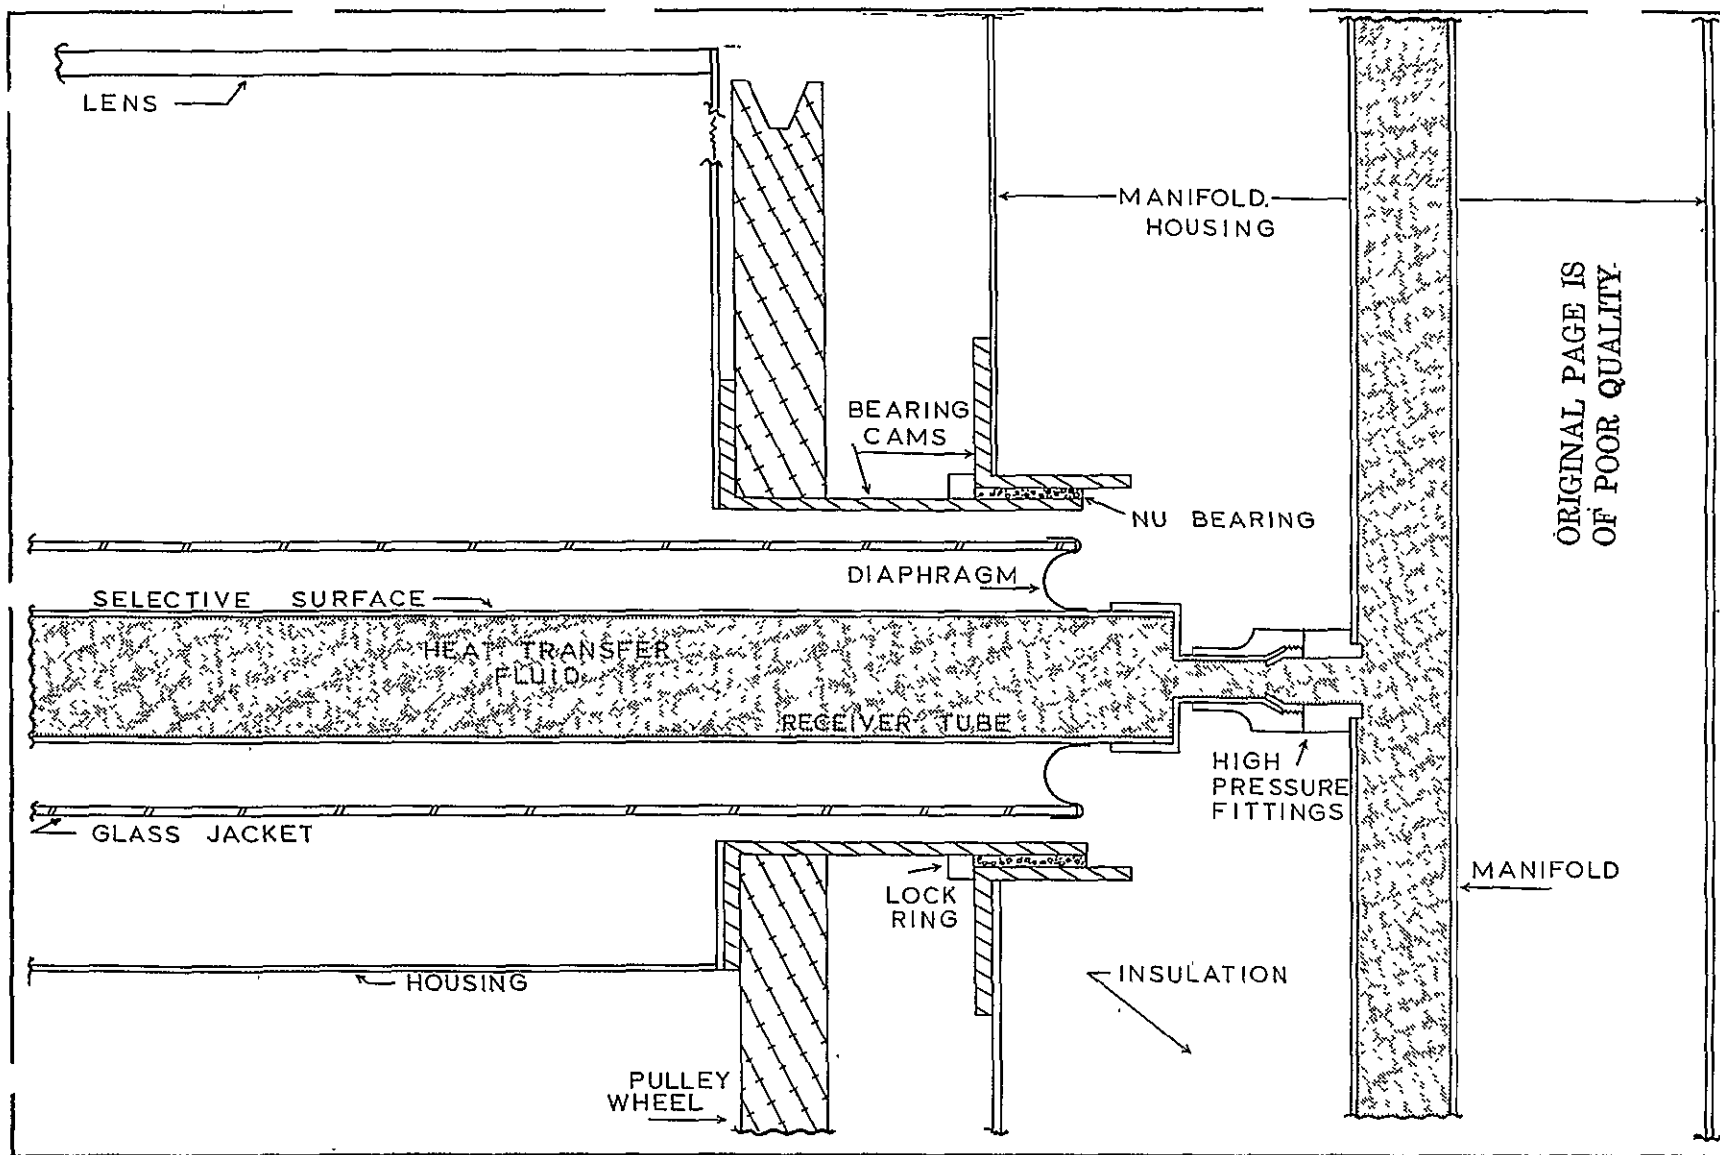 LENS
MANIFOLD.
HOUSING
ORIGINAL PAGE IS
OF POOR QUALITY
BEARING
CAMS
NU BEARING
DIAPHRAGM
SELECTIVE SURFACE
HEAT TRANSFER
FLUID
RECEIVER TUBE
HIGH
PRESSURE
FITTINGS
GLASS JACKET
MANIFOLD
LOCK
RING
HOUSING
INSULATION
PULLEY
WHEEL